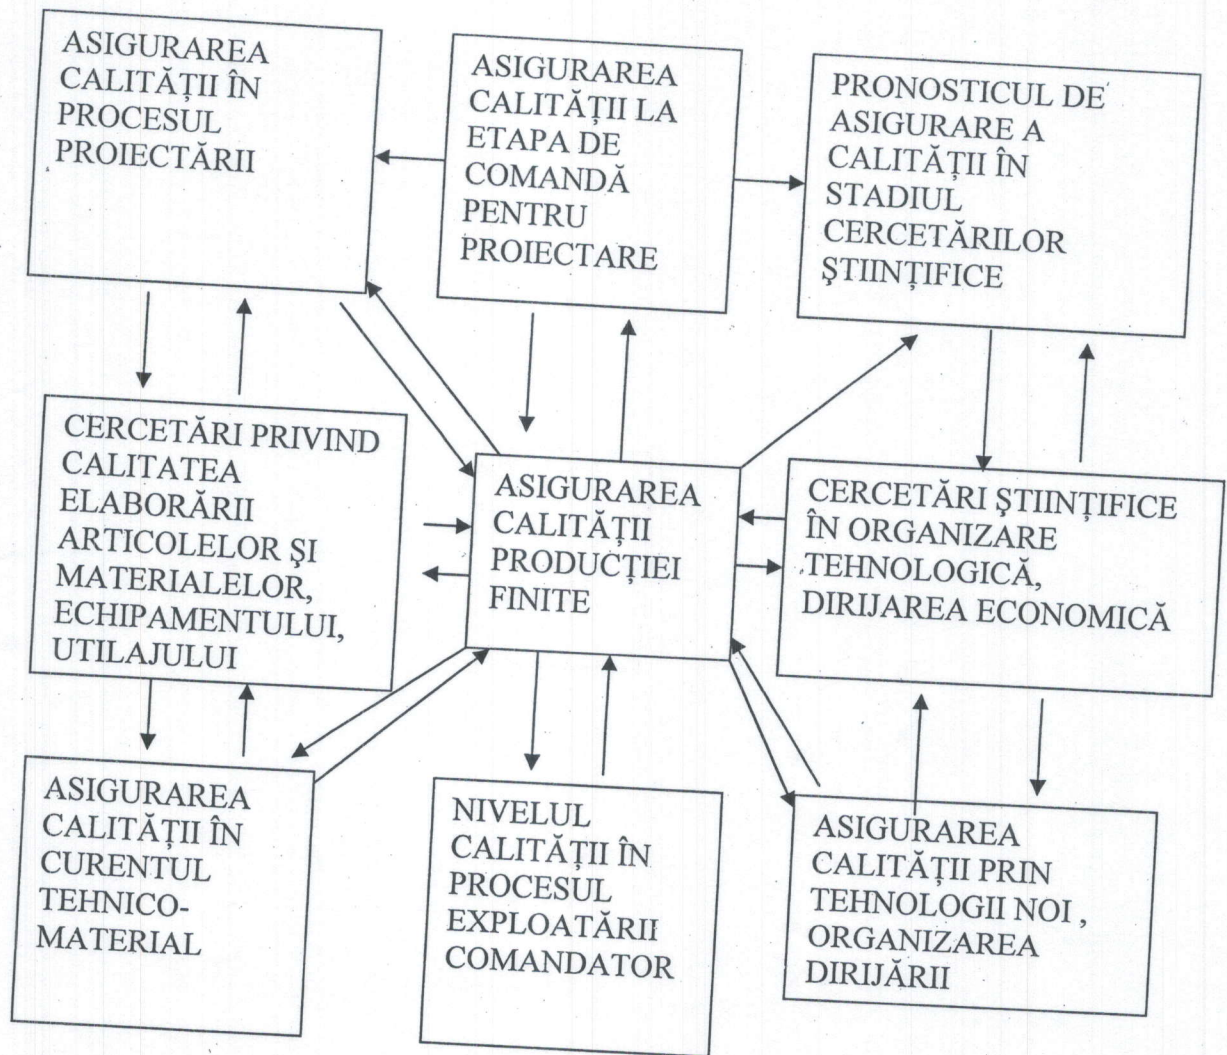 ASIGURAREA
CALITĂȚII ÎN
PROCESUL
PROIECTĂRII
ASIGURAREA
CALITĂȚII LA
ETAPA DE
COMANDĂ
PENTRU
PROIECTARE
PRONOSTICUL DE
ASIGURARE A
CALITĂȚII ÎN
STADIUL
CERCETĂRILOR
ŞTIINȚIFICE
CERCETĂRI PRIVIND
CALITATEA
ELABORĂRII
ARTICOLELOR ŞI
MATERIALELOR,
ECHIPAMENTULUI,
UTILAJULUI
ASIGURAREA
CALITĂȚII
PRODUCȚIEI
FINITE
CERCETĂRI ŞTIINȚIFICE
ÎN ORGANIZARE
TEHNOLOGICĂ,
DIRIJAREA ECONOMICĂ
ASIGURAREA
CALITĂȚII ÎN
CURENTUL
TEHNICO-
MATERIAL
NIVELUL
CALITĂȚII ÎN
PROCESUL
EXPLOATĂRII
COMANDATOR
ASIGURAREA
CALITĂȚII PRIN
TEHNOLOGII NOI ,
ORGANIZAREA
DIRIJĂRII